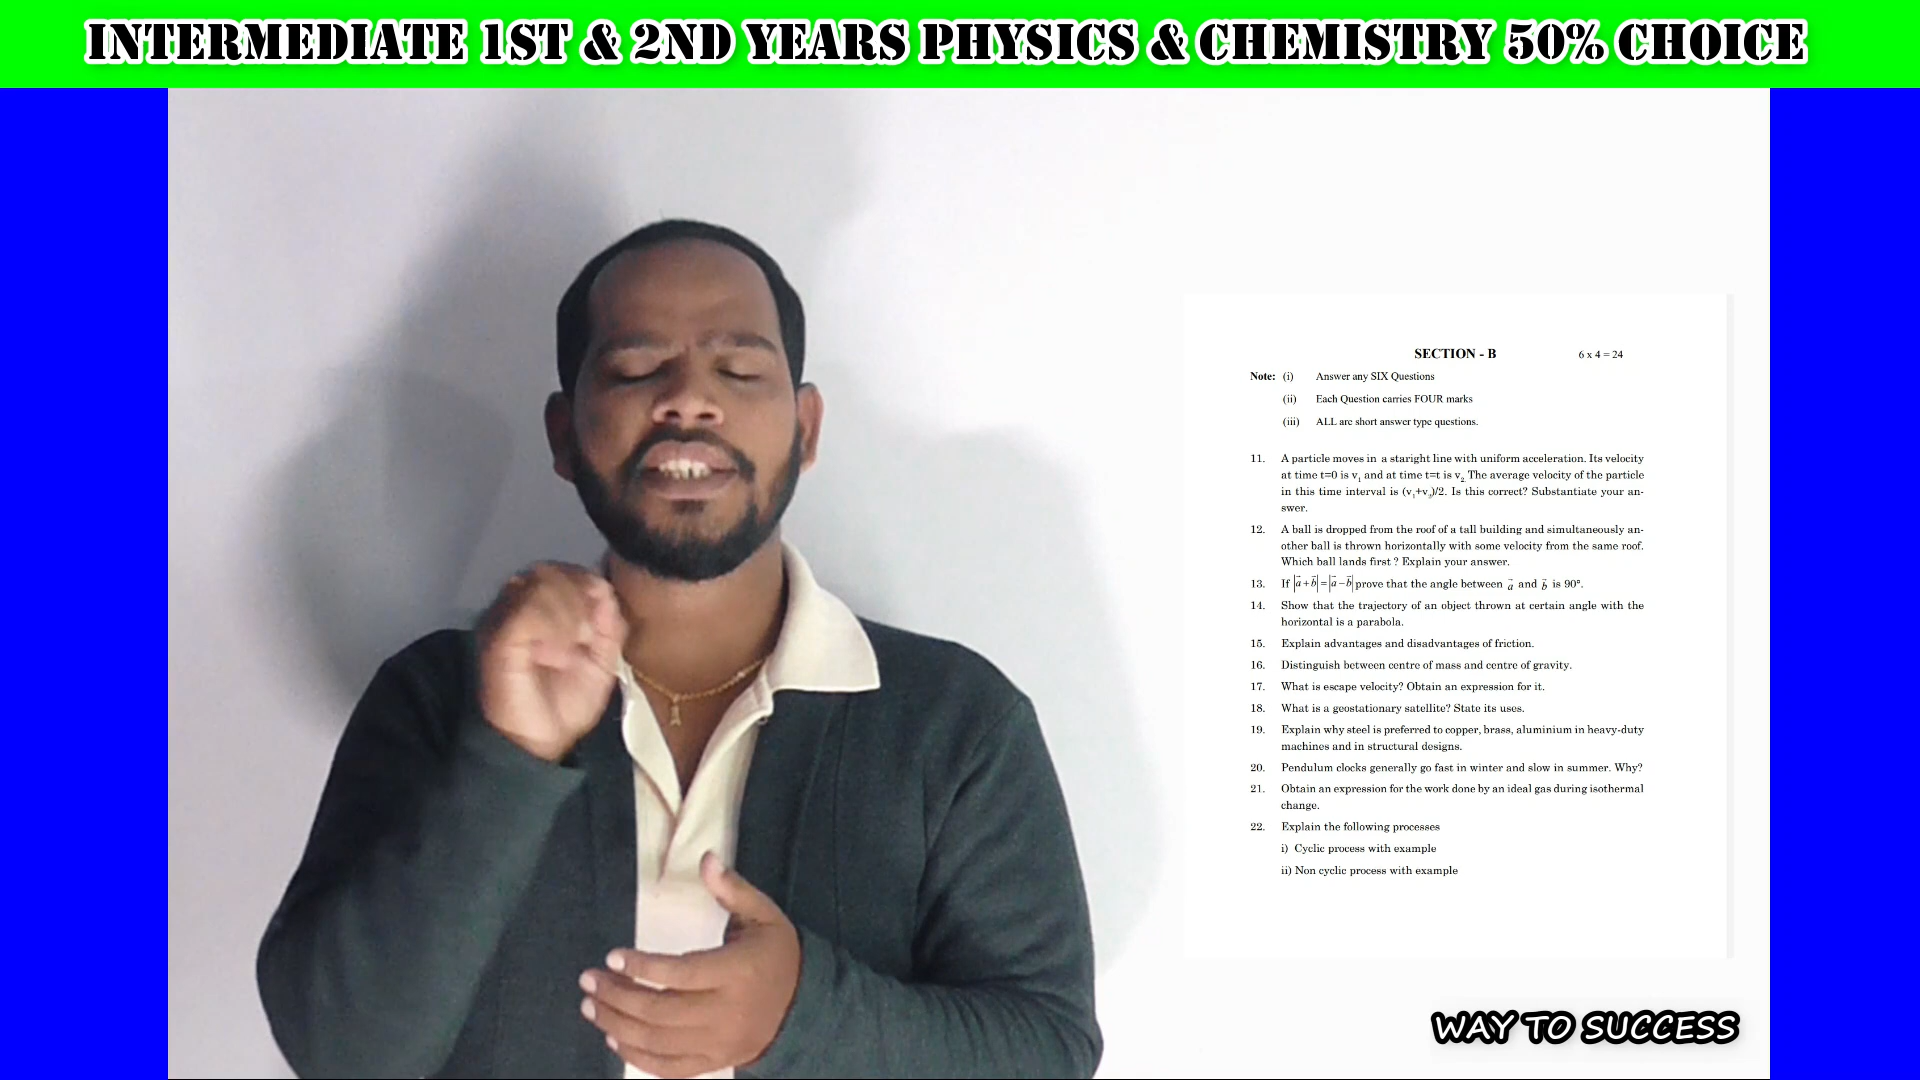 INTERMEDIATE 1ST & 2ND YEARS PHYSICS & CHEMISTRY 50% CHOICE
SECTION - B 6 x 4 = 24
Note: (i) Answer any SIX Questions
(ii) Each Question carries FOUR marks
(iii) ALL are short answer type questions.
11. A particle moves in a staright line with uniform acceleration. Its velocity
at time t=0 is v₁ and at time t=t is v₂. The average velocity of the particle
in this time interval is (v₁+v₂)/2. Is this correct? Substantiate your an-
swer.
12. A ball is dropped from the roof of a tall building and simultaneously an-
other ball is thrown horizontally with some velocity from the same roof.
Which ball lands first ? Explain your answer.
13. If |a⃗+b⃗|=|a⃗−b⃗| prove that the angle between a⃗ and b⃗ is 90°.
14. Show that the trajectory of an object thrown at certain angle with the
horizontal is a parabola.
15. Explain advantages and disadvantages of friction.
16. Distinguish between centre of mass and centre of gravity.
17. What is escape velocity? Obtain an expression for it.
18. What is a geostationary satellite? State its uses.
19. Explain why steel is preferred to copper, brass, aluminium in heavy-duty
machines and in structural designs.
20. Pendulum clocks generally go fast in winter and slow in summer. Why?
21. Obtain an expression for the work done by an ideal gas during isothermal
change.
22. Explain the following processes
i) Cyclic process with example
ii) Non cyclic process with example
WAY TO SUCCESS